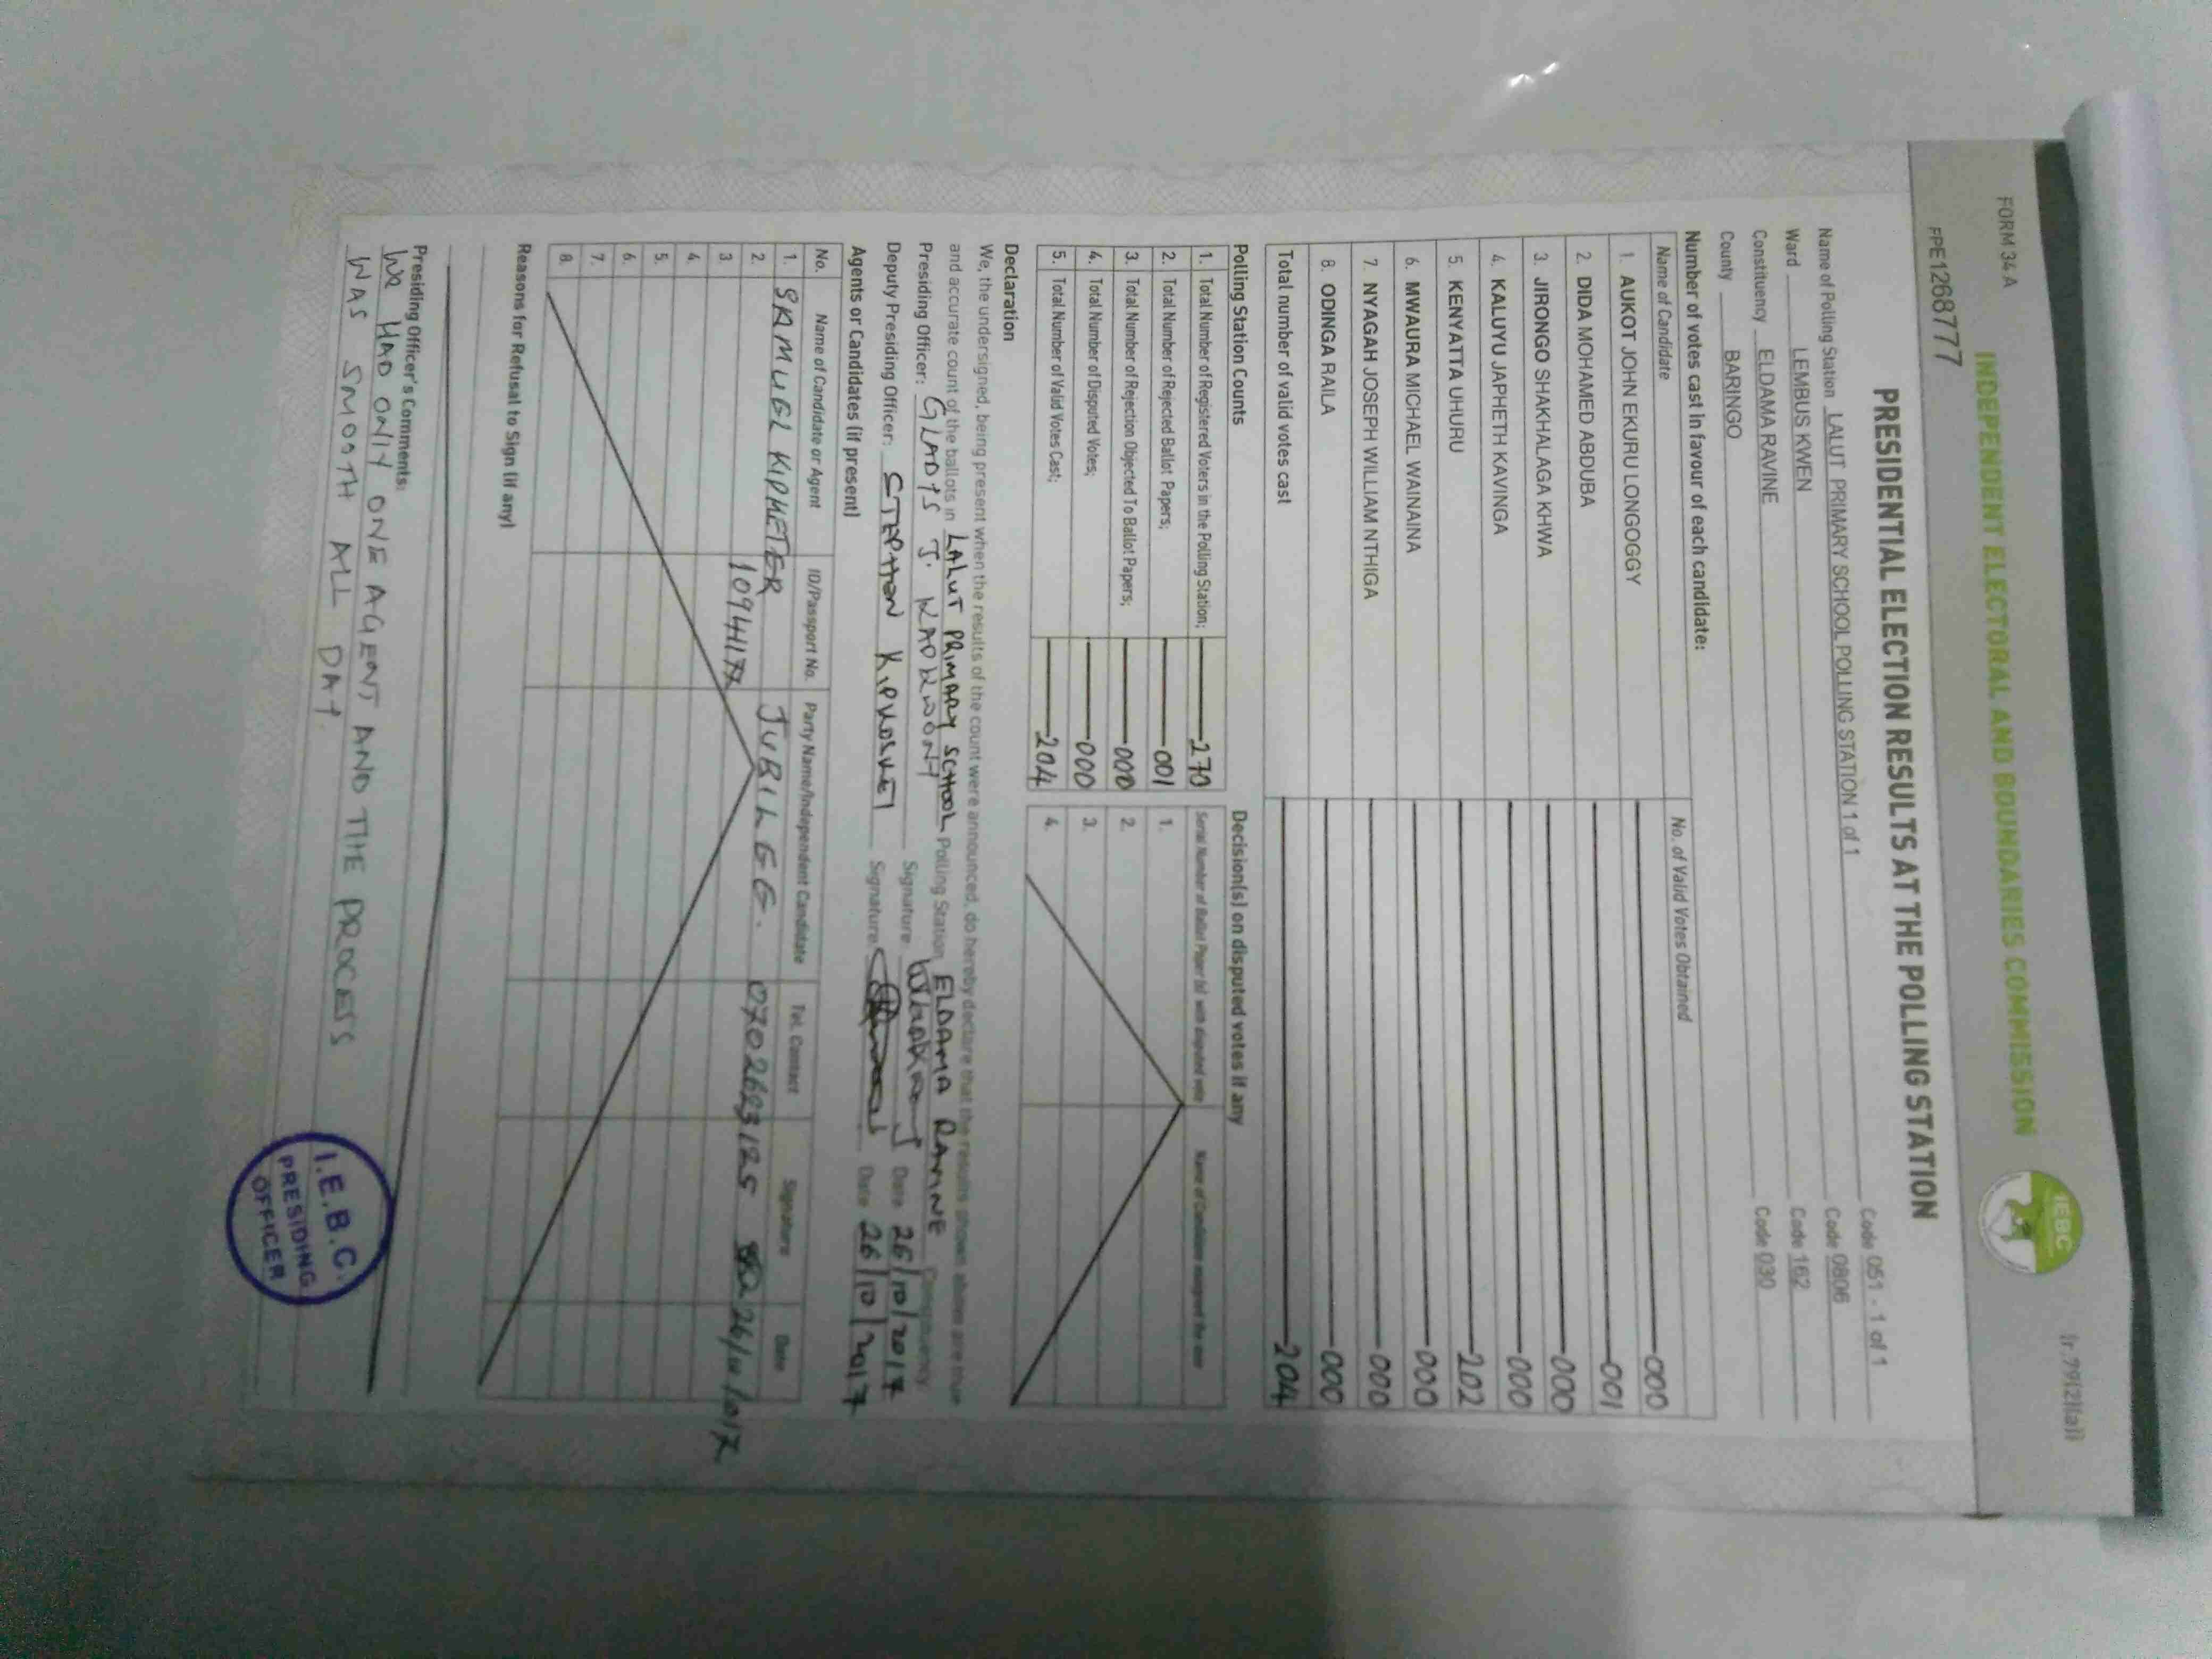 FORM 34 A
INDEPENDENT ELECTORAL AND BOUNDARIES COMMISSION
IEBC
FPE1268777
PRESIDENTIAL ELECTION RESULTS AT THE POLLING STATION
Name of Polling Station LALUT PRIMARY SCHOOL POLLING STATION 1 of 1 Code 051 - 1 of 1
Ward LEMBUS KWEN Code 0806
Constituency ELDAMA RAVINE Code 162
County BARINGO Code 030
Number of votes cast in favour of each candidate:
Name of Candidate No. of Valid Votes Obtained
1. AUKOT JOHN EKURU LONGOGGY 000
2. DIDA MOHAMED ABDUBA 001
3. JIRONGO SHAKHALAGA KHWA 000
4. KALUYU JAPHETH KAVINGA 000
5. KENYATTA UHURU 202
6. MWAURA MICHAEL WAINAINA 000
7. NYAGAH JOSEPH WILLIAM NTHIGA 000
8. ODINGA RAILA 000
Total number of valid votes cast 204
Polling Station Counts
1. Total Number of Registered Voters in the Polling Station; 270
2. Total Number of Rejected Ballot Papers; 001
3. Total Number of Rejection Objected To Ballot Papers; 000
4. Total Number of Disputed Votes; 000
5. Total Number of Valid Votes Cast; 204
Decision(s) on disputed votes if any
Serial Number of Ballot Paper (s) with disputed vote Name of Candidate assigned the vote
1.
2.
3.
4.
Declaration
We, the undersigned, being present when the results of the count were announced, do hereby declare that the results shown above are true
and accurate count of the ballots in LALUT PRIMARY SCHOOL Polling Station ELDAMA RAVINE Constituency
Presiding Officer: GLADYS J. Signature Date 26/10/2017
Deputy Presiding Officer: Signature Date 26/10/2017
Agents or Candidates (if present)
No. Name of Candidate or Agent ID/Passport No. Party Name/Independent Candidate Tel. Contact Signature Date
1. SAMUEL KIPKETER JUBILEE.
2.
3
4.
5.
6.
7.
8.
Reasons for Refusal to Sign (if any)
Presiding Officer's Comments:
We HAD ONLY ONE AGENT AND THE PROCESS
WAS SMOOTH ALL DAY.
I.E.B.C.
PRESIDING
OFFICER